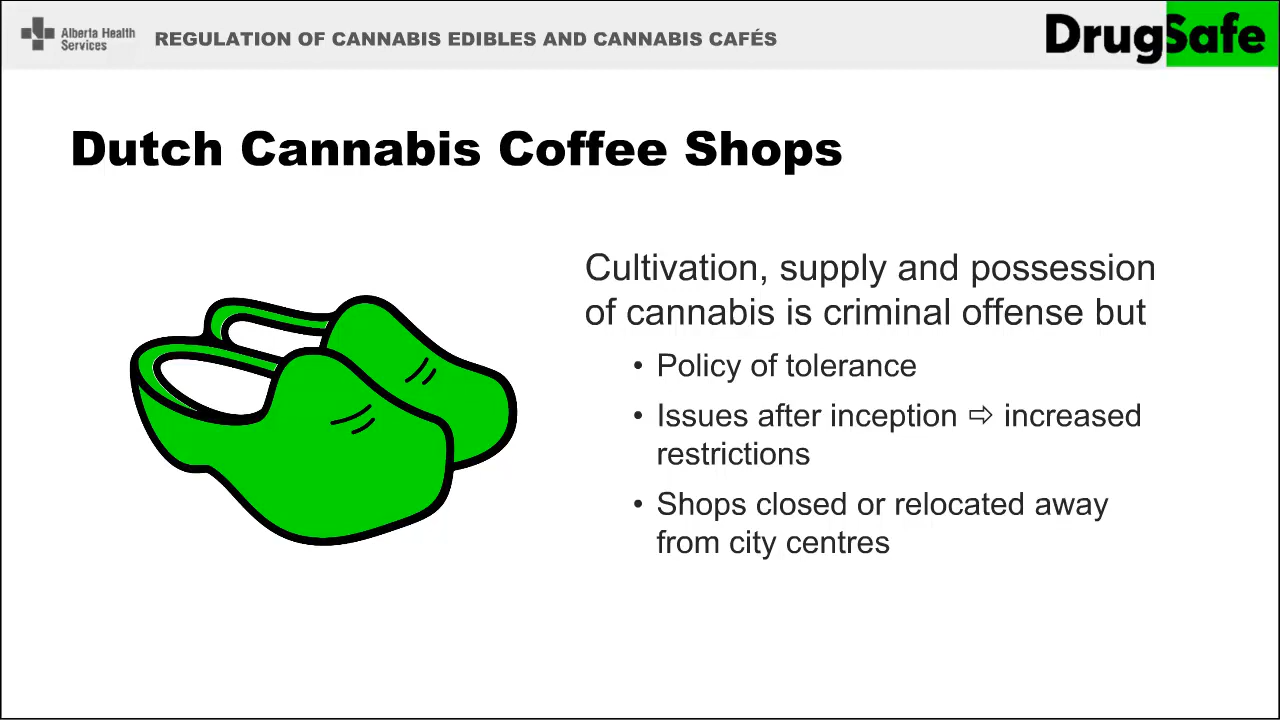 Alberta Health
Services
REGULATION OF CANNABIS EDIBLES AND CANNABIS CAFÉS
DrugSafe
Dutch Cannabis Coffee Shops
Cultivation, supply and possession
of cannabis is criminal offense but
• Policy of tolerance
• Issues after inception ⇨ increased
restrictions
• Shops closed or relocated away
from city centres